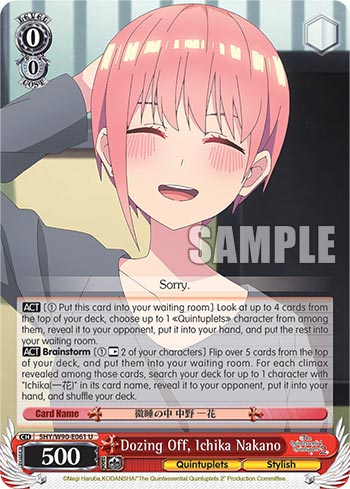 LEVEL
0
0
COST
SAMPLE
Sorry.
ACT [① Put this card into your waiting room] Look at up to 4 cards from
the top of your deck, choose up to 1 «Quintuplets» character from among
them, reveal it to your opponent, put it into your hand, and put the rest into
your waiting room.
ACT Brainstorm [① 2 of your characters] Flip over 5 cards from the top
of your deck, and put them into your waiting room. For each climax
revealed among those cards, search your deck for up to 1 character with
"Ichika|一花" in its name card, reveal it to your opponent, put it into your
hand, and shuffle your deck.
Card Name 微睡の中 中野 一花
CH 5HY/W90-E061 U
POWER 500 Dozing Off, Ichika Nakano
Quintuplets Stylish
©Negi Haruba,KODANSHA/"The Quintessential Quintuplets 2" Production Committee.